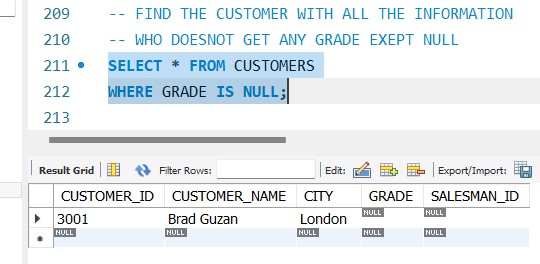 209 -- FIND THE CUSTOMER WITH ALL THE INFORMATION
210 -- WHO DOESNOT GET ANY GRADE EXEPT NULL
211 SELECT * FROM CUSTOMERS
212 WHERE GRADE IS NULL;
213
Result Grid Filter Rows: Edit: Export/Import:
CUSTOMER_ID CUSTOMER_NAME CITY GRADE SALESMAN_ID
3001 Brad Guzan London NULL NULL
NULL NULL NULL NULL NULL